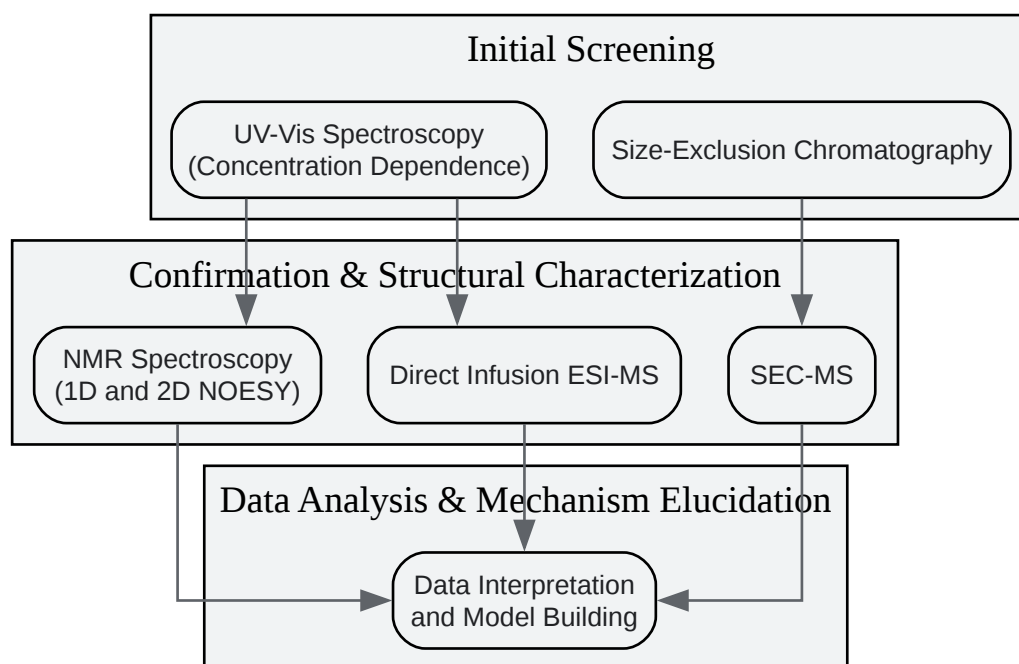 Initial Screening
UV-Vis Spectroscopy
(Concentration Dependence)
Size-Exclusion Chromatography
Confirmation & Structural Characterization
NMR Spectroscopy
(1D and 2D NOESY)
Direct Infusion ESI-MS
SEC-MS
Data Analysis & Mechanism Elucidation
Data Interpretation
and Model Building